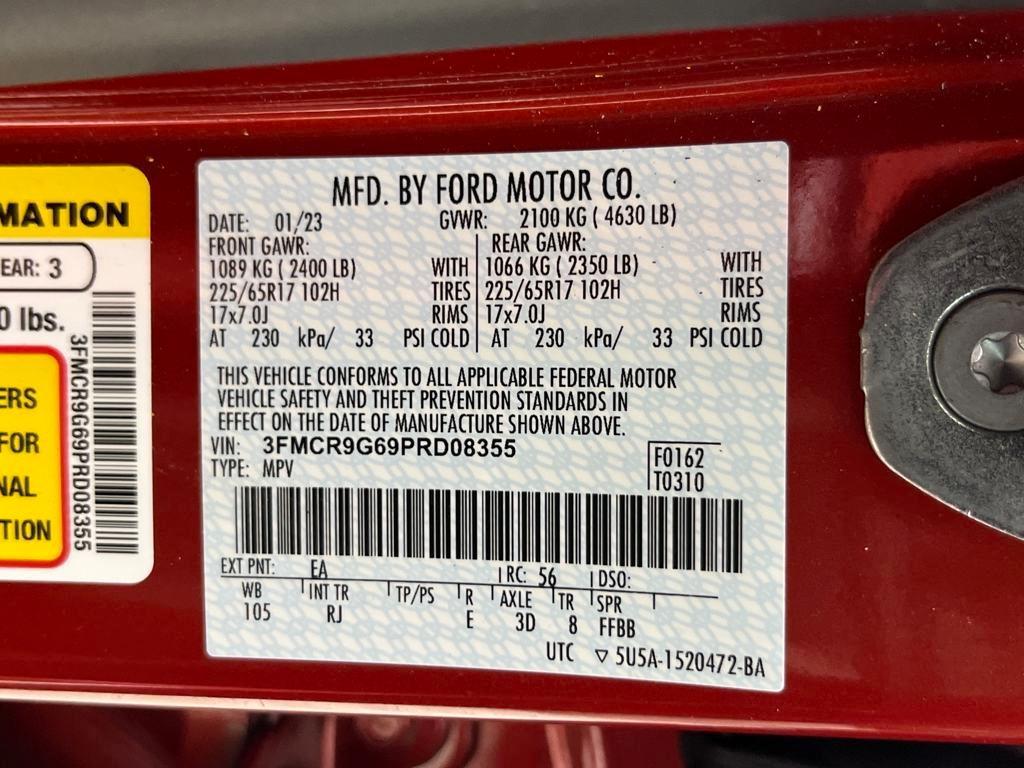 MATION
EAR: 3
0 lbs.
ERS
FOR
NAL
TION
3FMCR9G69PRD08355
MFD. BY FORD MOTOR CO.
DATE: 01/23 GVWR: 2100 KG ( 4630 LB)
FRONT GAWR: REAR GAWR:
1089 KG ( 2400 LB) WITH 1066 KG ( 2350 LB) WITH
225/65R17 102H TIRES 225/65R17 102H TIRES
17x7.0J RIMS 17x7.0J RIMS
AT 230 kPa/ 33 PSI COLD AT 230 kPa/ 33 PSI COLD
THIS VEHICLE CONFORMS TO ALL APPLICABLE FEDERAL MOTOR
VEHICLE SAFETY AND THEFT PREVENTION STANDARDS IN
EFFECT ON THE DATE OF MANUFACTURE SHOWN ABOVE.
VIN: 3FMCR9G69PRD08355
TYPE: MPV
F0162
T0310
EXT PNT: EA RC: 56 DSO:
WB INT TR TP/PS R AXLE TR SPR
105 RJ E 3D 8 FFBB
UTC ▽ 5U5A-1520472-BA